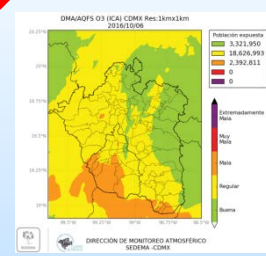 DMA/AQFS O3 (ICA) CDMX Res:1kmx1km
2016/10/06
Población expuesta
3,321,950
18,626,993
2,392,811
0
0
Extremadamente
Mala
Muy
Mala
Mala
Regular
Buena
DIRECCIÓN DE MONITOREO ATMOSFÉRICO
SEDEMA -CDMX